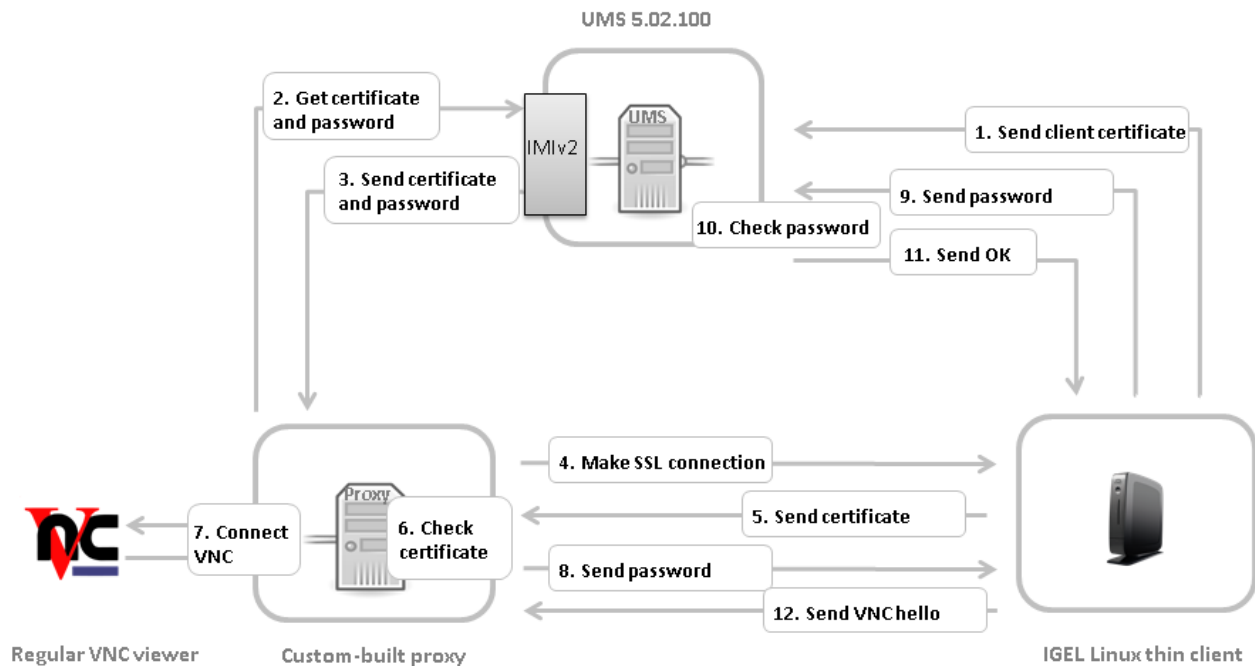 UMS 5.02.100
2. Get certificate
and password
UMS
IMIv2
1. Send client certificate
3. Send certificate
and password
9. Send password
10. Check password
11. Send OK
4. Make SSL connection
Proxy
5. Send certificate
VNC
7. Connect
VNC
6. Check
certificate
8. Send password
12. Send VNC hello
Regular VNC viewer
Custom-built proxy
IGEL Linux thin client